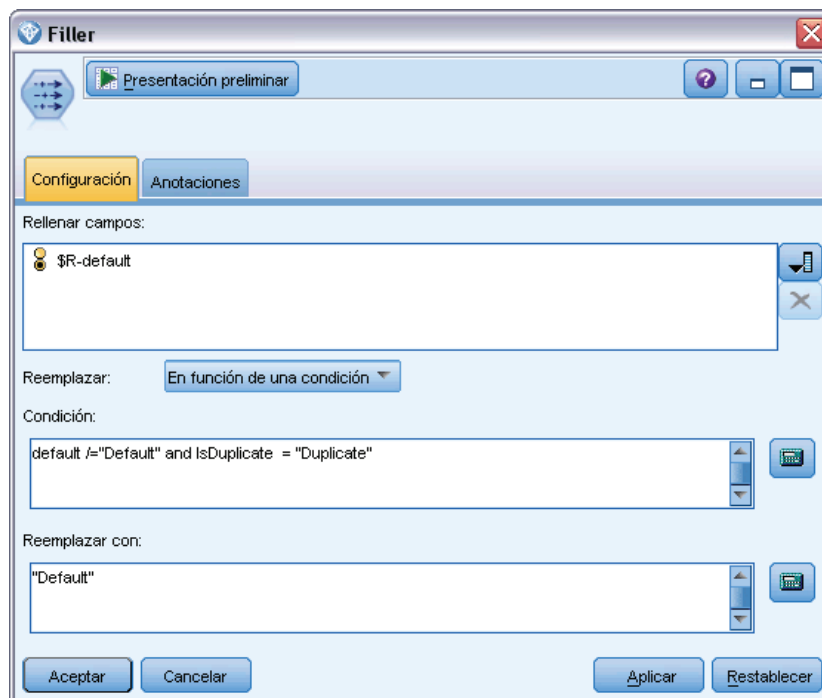 Filler
Presentación preliminar
?
Configuración
Anotaciones
Rellenar campos:
$R-default
Reemplazar:
En función de una condición
Condición:
default /="Default" and IsDuplicate = "Duplicate"
Reemplazar con:
"Default"
Aceptar
Cancelar
Aplicar
Restablecer